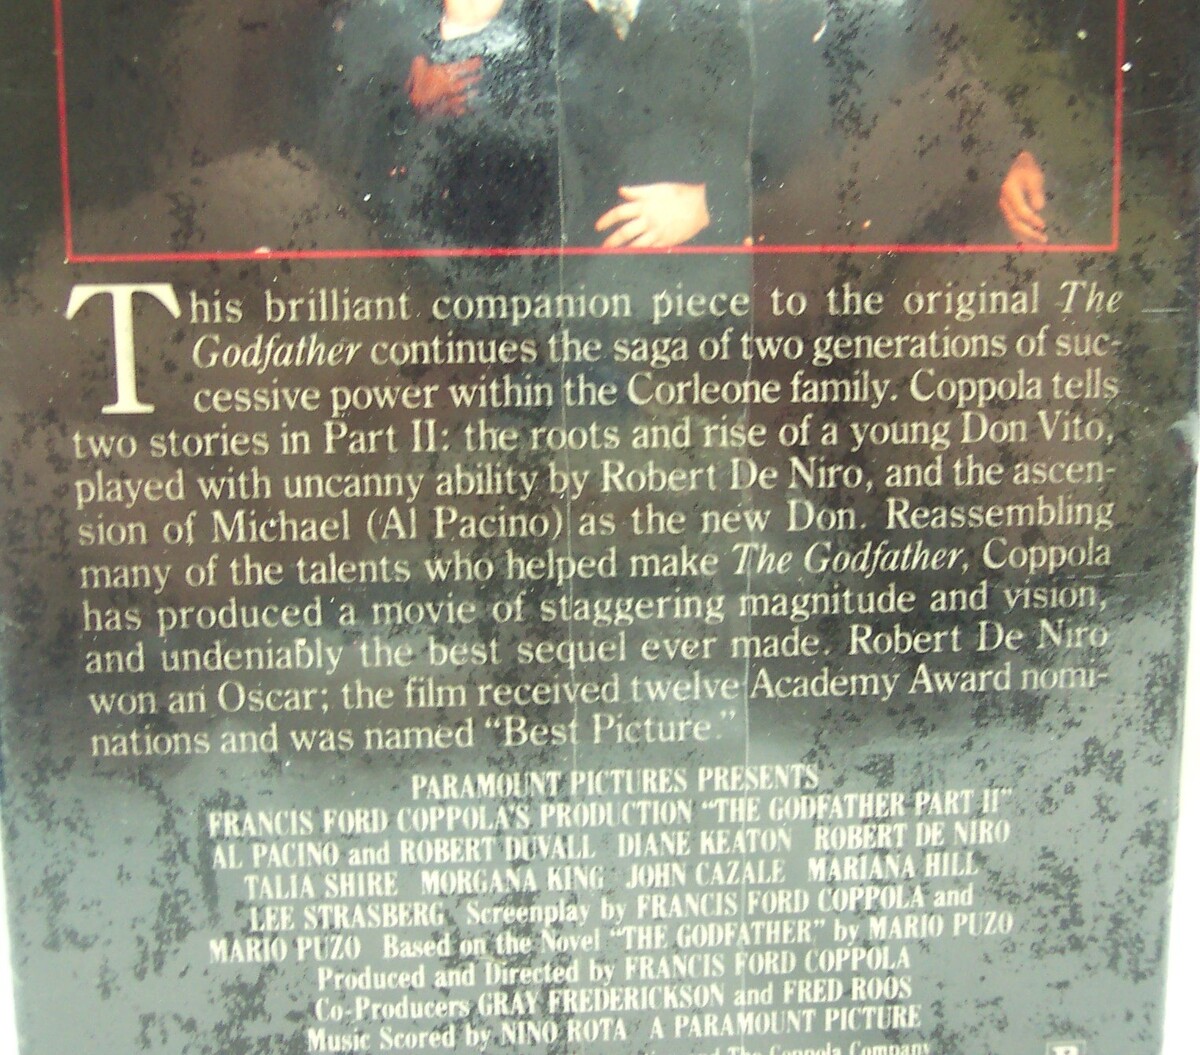 This brilliant companion piece to the original The
Godfather continues the saga of two generations of suc-
cessive power within the Corleone family. Coppola tells
two stories in Part II: the roots and rise of a young Don Vito,
played with uncanny ability by Robert De Niro, and the ascen-
sion of Michael (Al Pacino) as the new Don. Reassembling
many of the talents who helped make The Godfather, Coppola
has produced a movie of staggering magnitude and vision,
and undeniably the best sequel ever made. Robert De Niro
won an Oscar; the film received twelve Academy Award nomi-
nations and was named "Best Picture."
PARAMOUNT PICTURES PRESENTS
FRANCIS FORD COPPOLA'S PRODUCTION "THE GODFATHER PART II"
AL PACINO and ROBERT DUVALL DIANE KEATON ROBERT DE NIRO
TALIA SHIRE MORGANA KING JOHN CAZALE MARIANA HILL
LEE STRASBERG Screenplay by FRANCIS FORD COPPOLA and
MARIO PUZO Based on the Novel "THE GODFATHER" by MARIO PUZO
Produced and Directed by FRANCIS FORD COPPOLA
Co-Producers GRAY FREDERICKSON and FRED ROOS
Music Scored by NINO ROTA A PARAMOUNT PICTURE
The Coppola Company